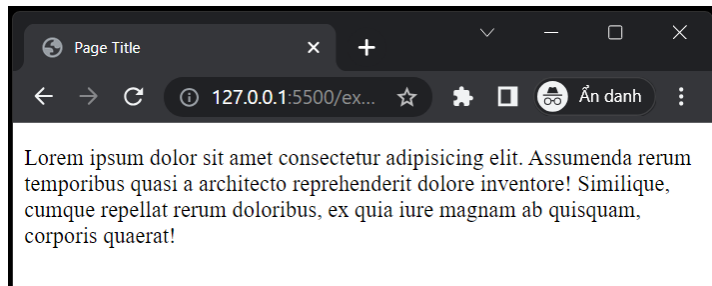 Page Title
127.0.0.1:5500/ex...
Ẩn danh
Lorem ipsum dolor sit amet consectetur adipisicing elit. Assumenda rerum
temporibus quasi a architecto reprehenderit dolore inventore! Similique,
cumque repellat rerum doloribus, ex quia iure magnam ab quisquam,
corporis quaerat!